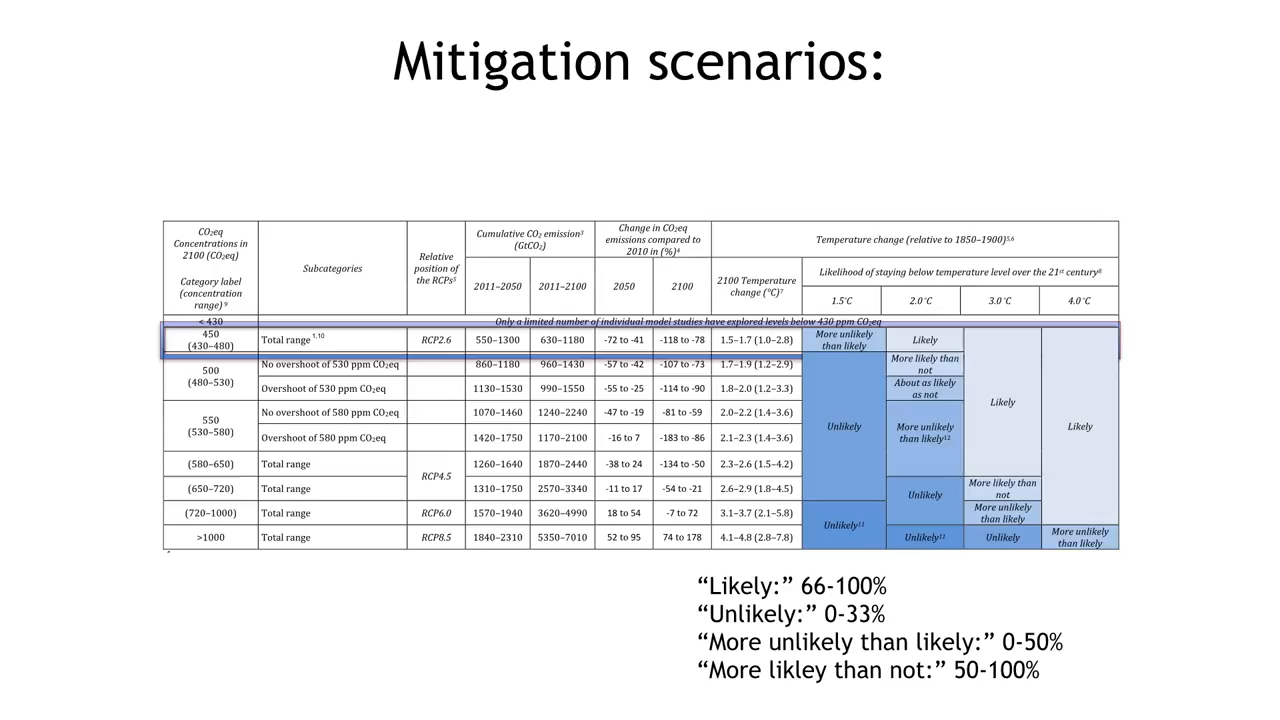 Mitigation scenarios:
CO2eq Concentrations in 2100 (CO2eq)
Category label (concentration range) 9
Subcategories
Relative position of the RCPs5
Cumulative CO2 emission3 (GtCO2)
Change in CO2eq emissions compared to 2010 in (%)4
Temperature change (relative to 1850–1900)5,6
2011–2050 2011–2100 2050 2100
2100 Temperature change (°C)7
Likelihood of staying below temperature level over the 21st century8
1.5°C 2.0 °C 3.0 °C 4.0 °C
< 430 Only a limited number of individual model studies have explored levels below 430 ppm CO2eq
450 (430–480) Total range 1,10 RCP2.6 550–1300 630–1180 -72 to -41 -118 to -78 1.5–1.7 (1.0–2.8) More unlikely than likely Likely
500 (480–530) No overshoot of 530 ppm CO2eq 860–1180 960–1430 -57 to -42 -107 to -73 1.7–1.9 (1.2–2.9) More likely than not
Overshoot of 530 ppm CO2eq 1130–1530 990–1550 -55 to -25 -114 to -90 1.8–2.0 (1.2–3.3) About as likely as not
Likely
550 (530–580) No overshoot of 580 ppm CO2eq 1070–1460 1240–2240 -47 to -19 -81 to -59 2.0–2.2 (1.4–3.6)
Unlikely More unlikely than likely12 Likely
Overshoot of 580 ppm CO2eq 1420–1750 1170–2100 -16 to 7 -183 to -86 2.1–2.3 (1.4–3.6)
(580–650) Total range RCP4.5 1260–1640 1870–2440 -38 to 24 -134 to -50 2.3–2.6 (1.5–4.2)
(650–720) Total range 1310–1750 2570–3340 -11 to 17 -54 to -21 2.6–2.9 (1.8–4.5) Unlikely More likely than not
(720–1000) Total range RCP6.0 1570–1940 3620–4990 18 to 54 -7 to 72 3.1–3.7 (2.1–5.8) Unlikely11 More unlikely than likely
>1000 Total range RCP8.5 1840–2310 5350–7010 52 to 95 74 to 178 4.1–4.8 (2.8–7.8) Unlikely11 Unlikely More unlikely than likely
“Likely:” 66-100%
“Unlikely:” 0-33%
“More unlikely than likely:” 0-50%
“More likley than not:” 50-100%